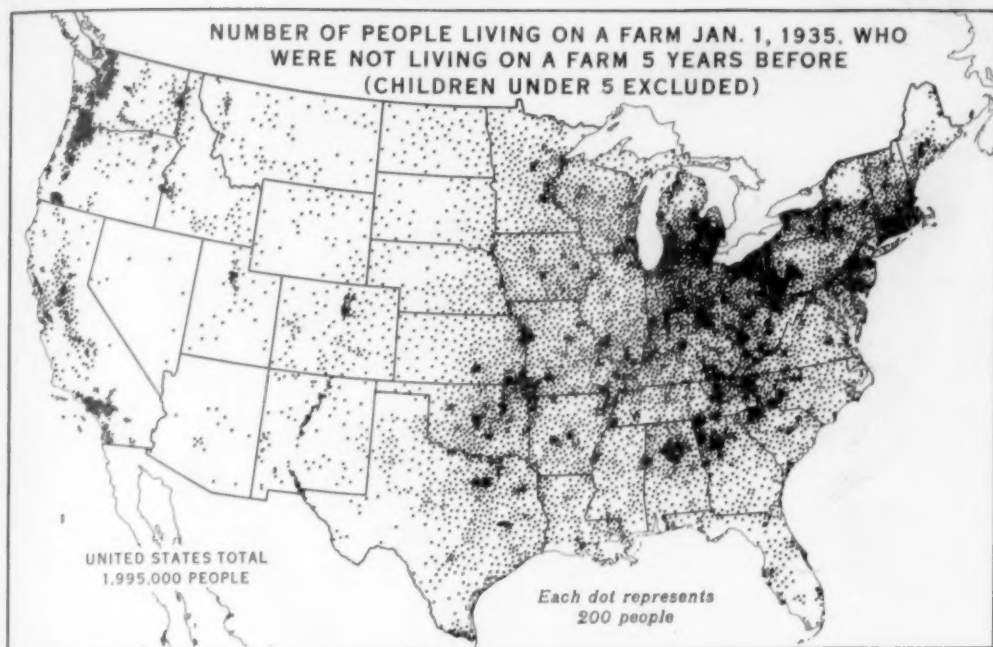 NUMBER OF PEOPLE LIVING ON A FARM JAN. 1, 1935, WHO
WERE NOT LIVING ON A FARM 5 YEARS BEFORE
(CHILDREN UNDER 5 EXCLUDED)
UNITED STATES TOTAL
1,995,000 PEOPLE
Each dot represents
200 people